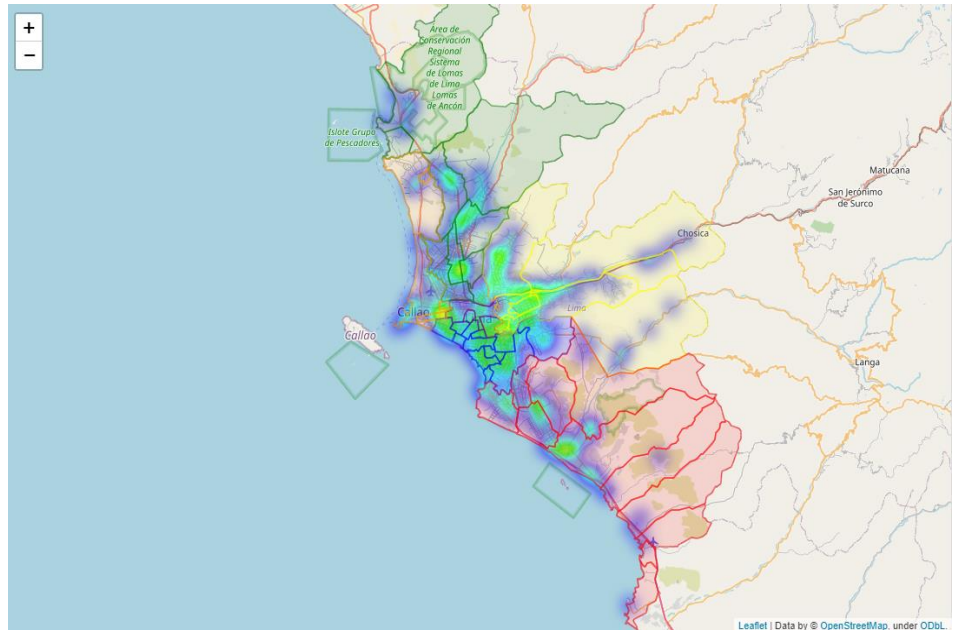 +
−
Área de
Conservación
Regional
Sistema
de Lomas
de Lima
Lomas
de Ancón
Islote Grupo
de Pescadores
Matucana
San Jerónimo
de Surco
Chosica
Callao
Lima
Callao
Langa
Leaflet | Data by © OpenStreetMap, under ODbL.